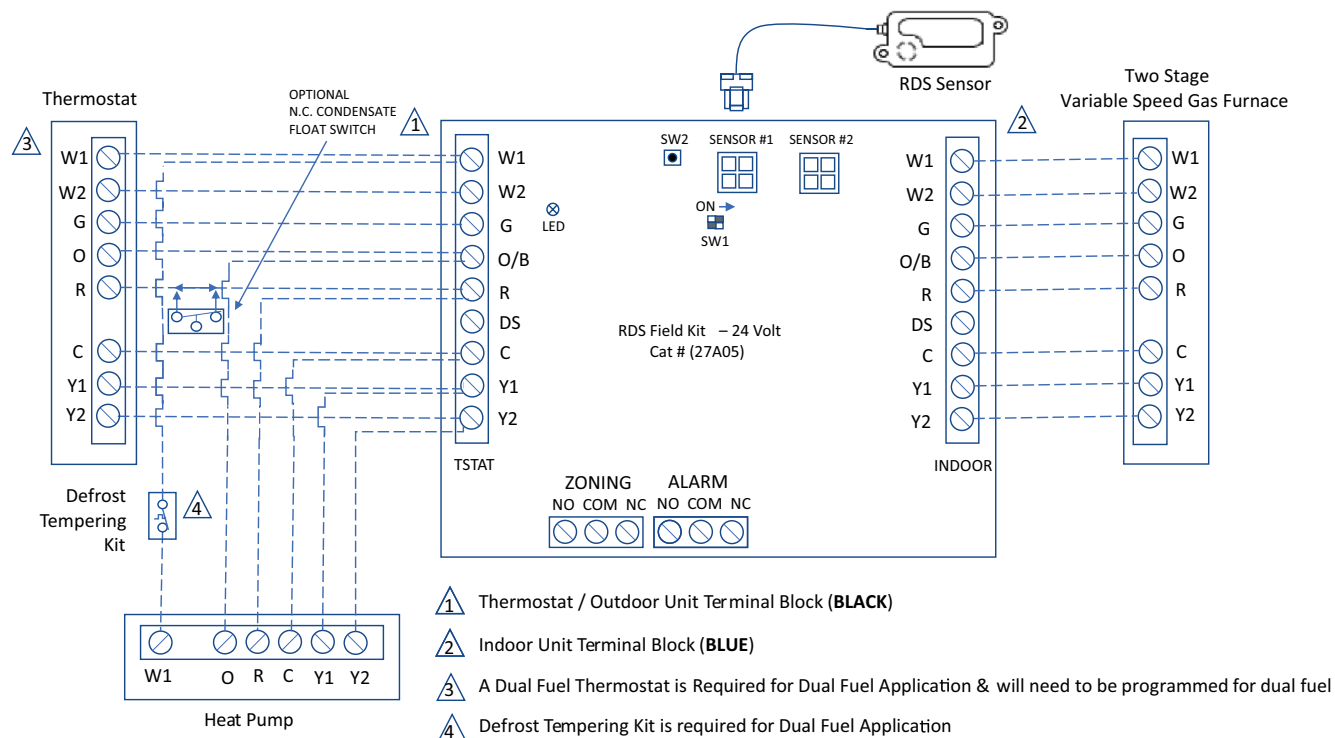 RDS Sensor
Two Stage
Variable Speed Gas Furnace
Thermostat
OPTIONAL
N.C. CONDENSATE
FLOAT SWITCH
3
1
2
W1
W2
G
O
R
C
Y1
Y2
W1
W2
G
O/B
R
DS
C
Y1
Y2
TSTAT
SW2
SENSOR #1
SENSOR #2
LED
ON
SW1
RDS Field Kit – 24 Volt
Cat # (27A05)
W1
W2
G
O/B
R
DS
C
Y1
Y2
INDOOR
W1
W2
G
O
R
C
Y1
Y2
ZONING
NO COM NC
ALARM
NO COM NC
Defrost
Tempering
Kit
4
W1 O R C Y1 Y2
Heat Pump
1 Thermostat / Outdoor Unit Terminal Block (BLACK)
2 Indoor Unit Terminal Block (BLUE)
3 A Dual Fuel Thermostat is Required for Dual Fuel Application & will need to be programmed for dual fuel
4 Defrost Tempering Kit is required for Dual Fuel Application